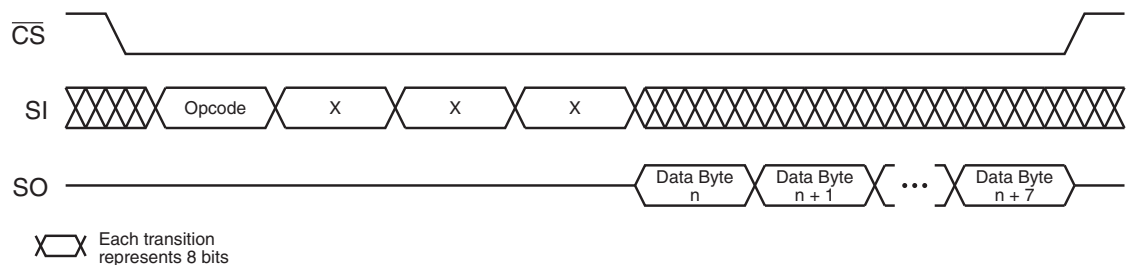 CS
SI
Opcode
X
X
X
SO
Data Byte
n
Data Byte
n + 1
•••
Data Byte
n + 7
Each transition
represents 8 bits